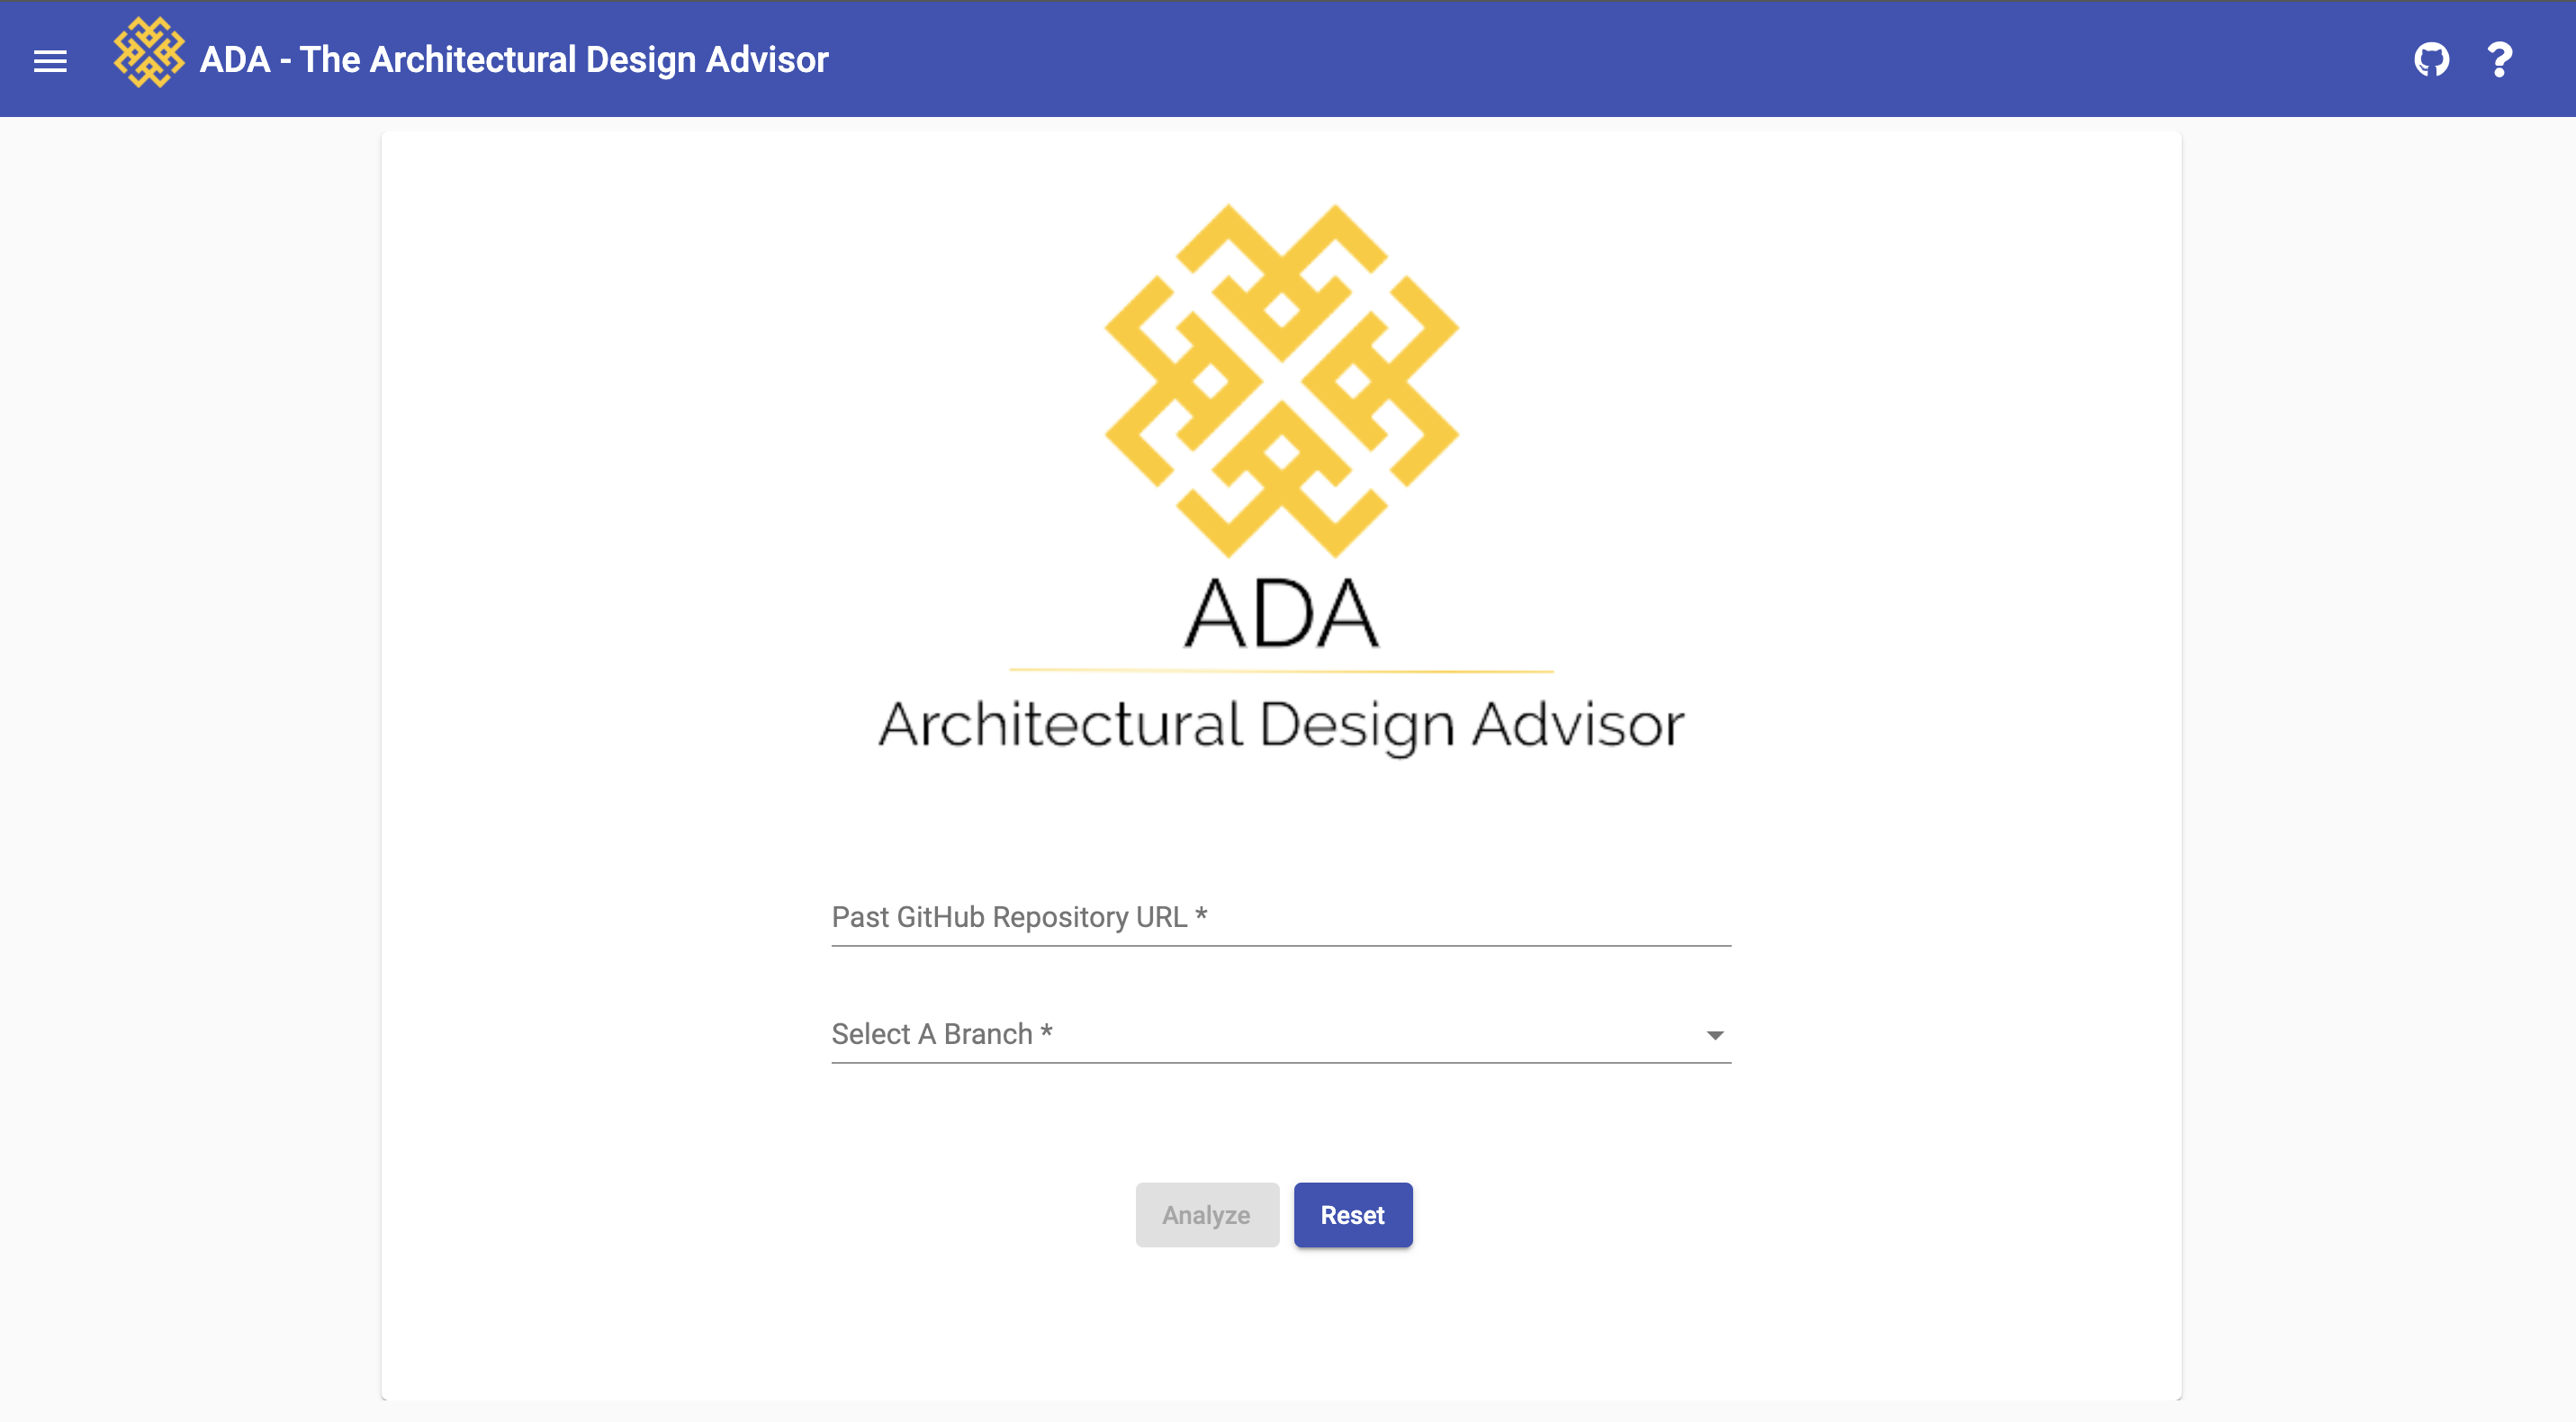 ADA - The Architectural Design Advisor
ADA
Architectural Design Advisor
Past GitHub Repository URL *
Select A Branch *
Analyze
Reset